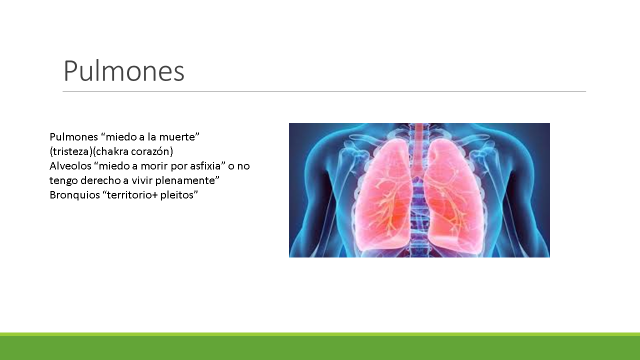 Pulmones
Pulmones “miedo a la muerte”
(tristeza)(chakra corazón)
Alveolos “miedo a morir por asfixia” o no
tengo derecho a vivir plenamente”
Bronquios “territorio+ pleitos”